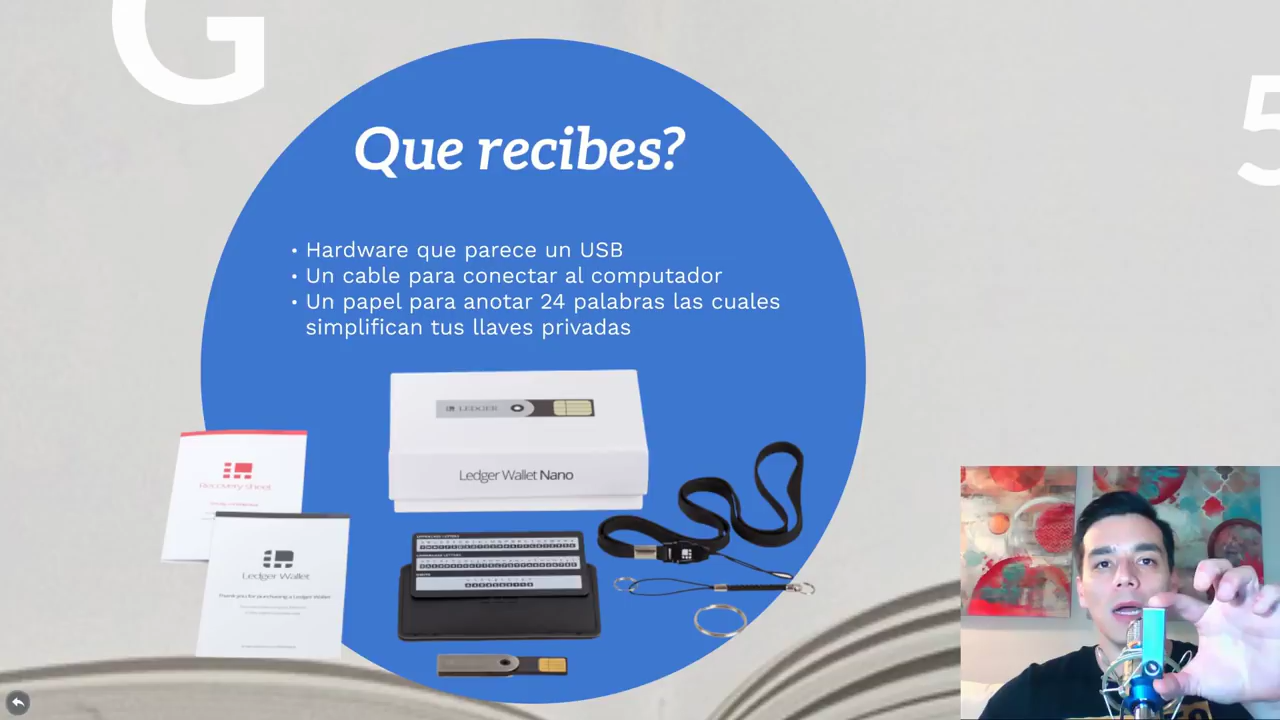 G
5
Que recibes?
• Hardware que parece un USB
• Un cable para conectar al computador
• Un papel para anotar 24 palabras las cuales
simplifican tus llaves privadas
LEDGER
Ledger Wallet Nano
Recovery sheet
Ledger Wallet
Thank you for purchasing a Ledger Wallet